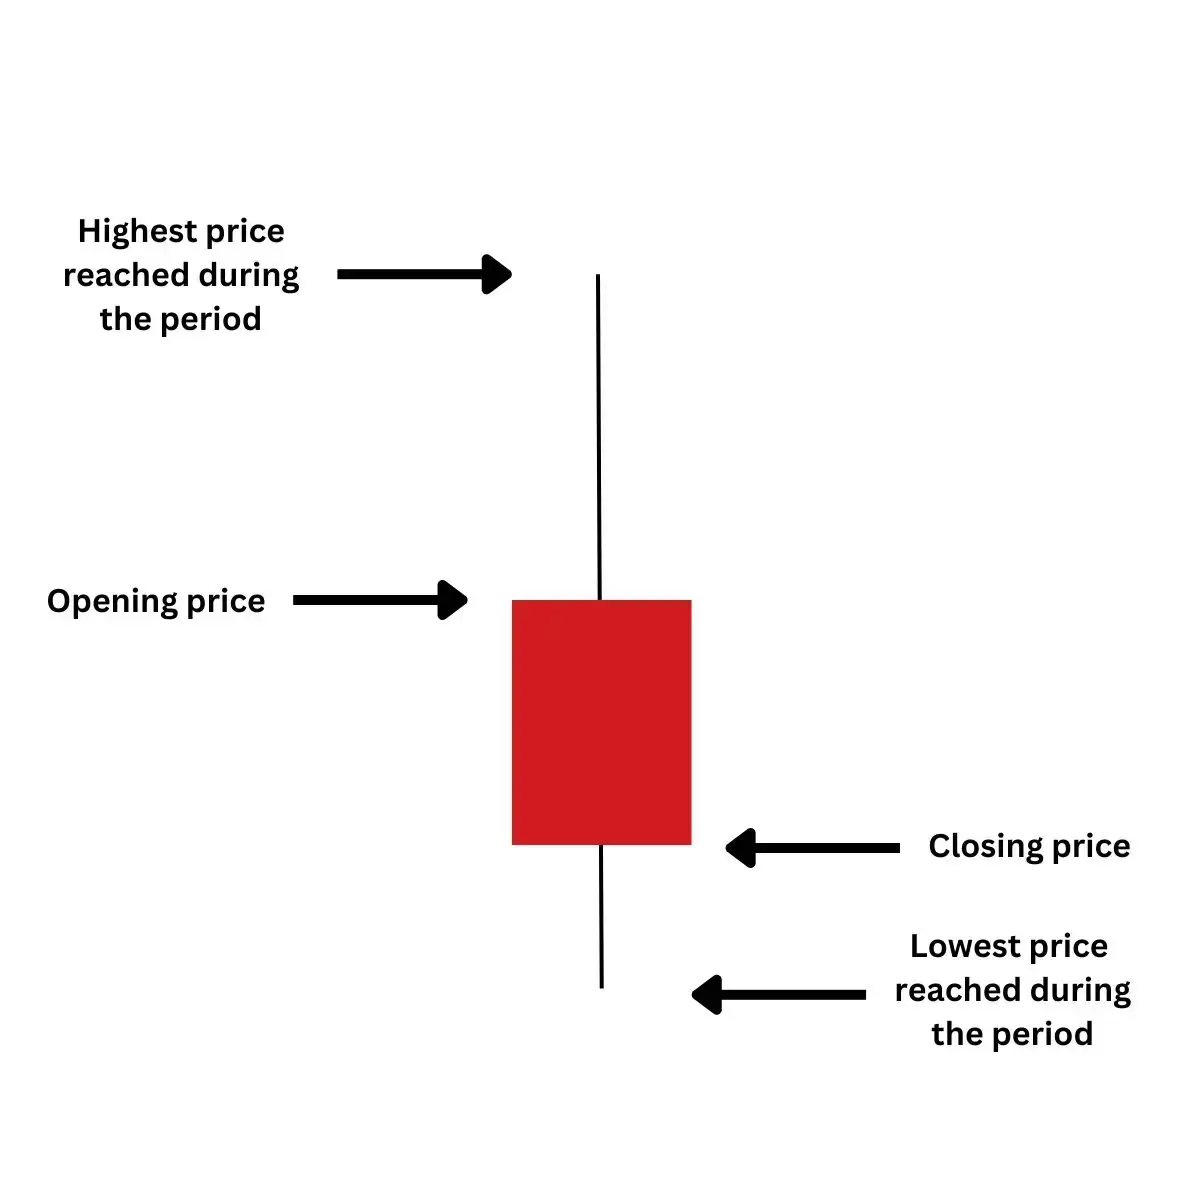 Highest price
reached during
the period
Opening price
Closing price
Lowest price
reached during
the period